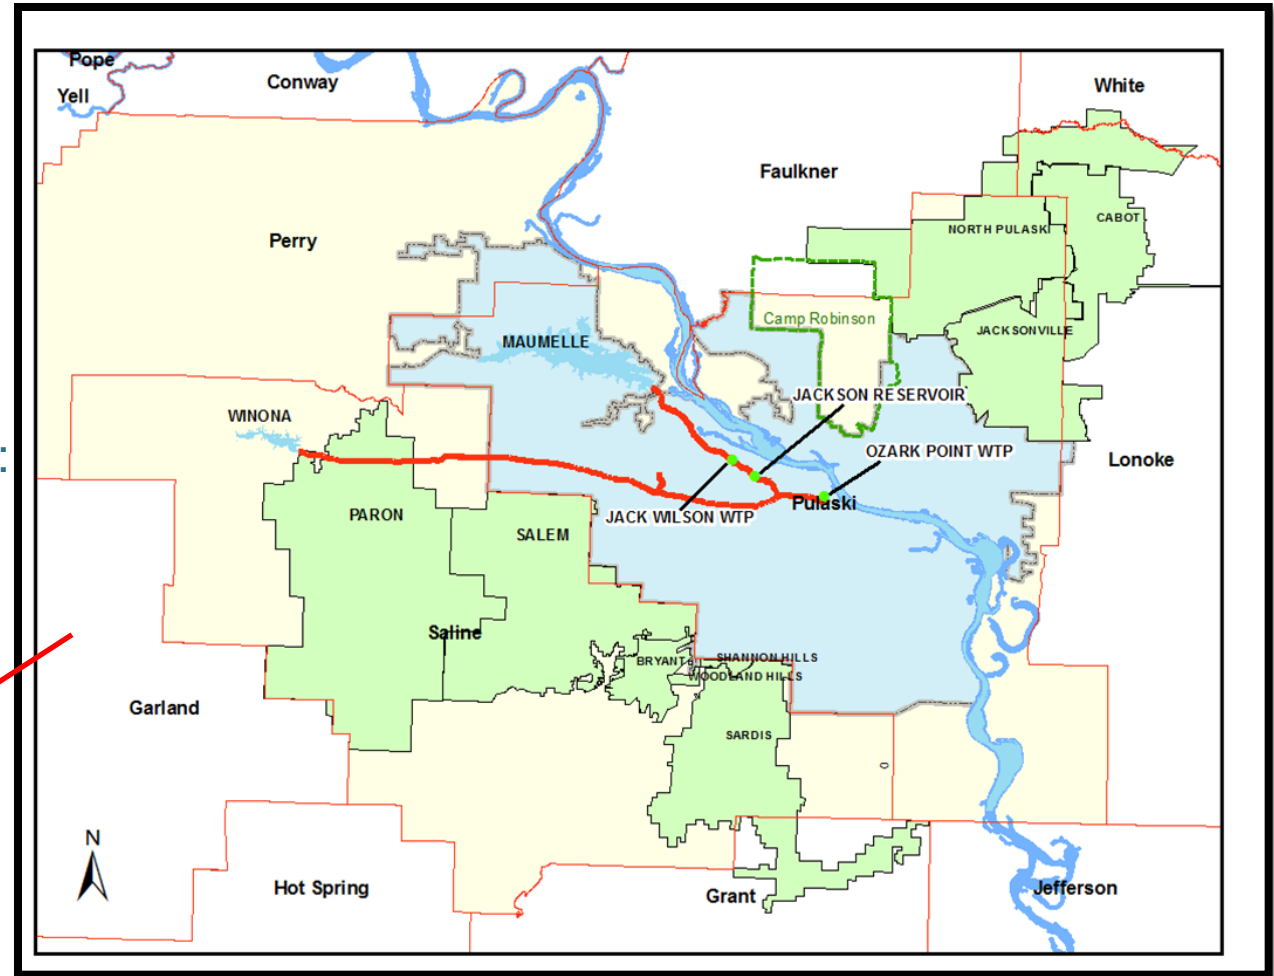 Pope
Conway
White
Yell
Faulkner
CABOT
NORTH PULASKI
Perry
Camp Robinson
JACKSONVILLE
MAUMELLE
JACKSON RESERVOIR
WINONA
OZARK POINT WTP
:
Lonoke
Pulaski
PARON
JACK WILSON WTP
SALEM
Saline
SHANNON HILLS
BRYANT
WOODLAND HILLS
Garland
SARDIS
N
Hot Spring
Grant
Jefferson